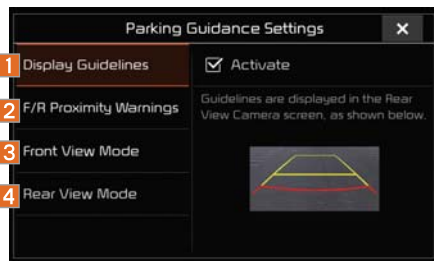 Parking Guidance Settings
1 Display Guidelines
Activate
2 F/R Proximity Warnings
Guidelines are displayed in the Rear
View Camera screen, as shown below.
3 Front View Mode
4 Rear View Mode